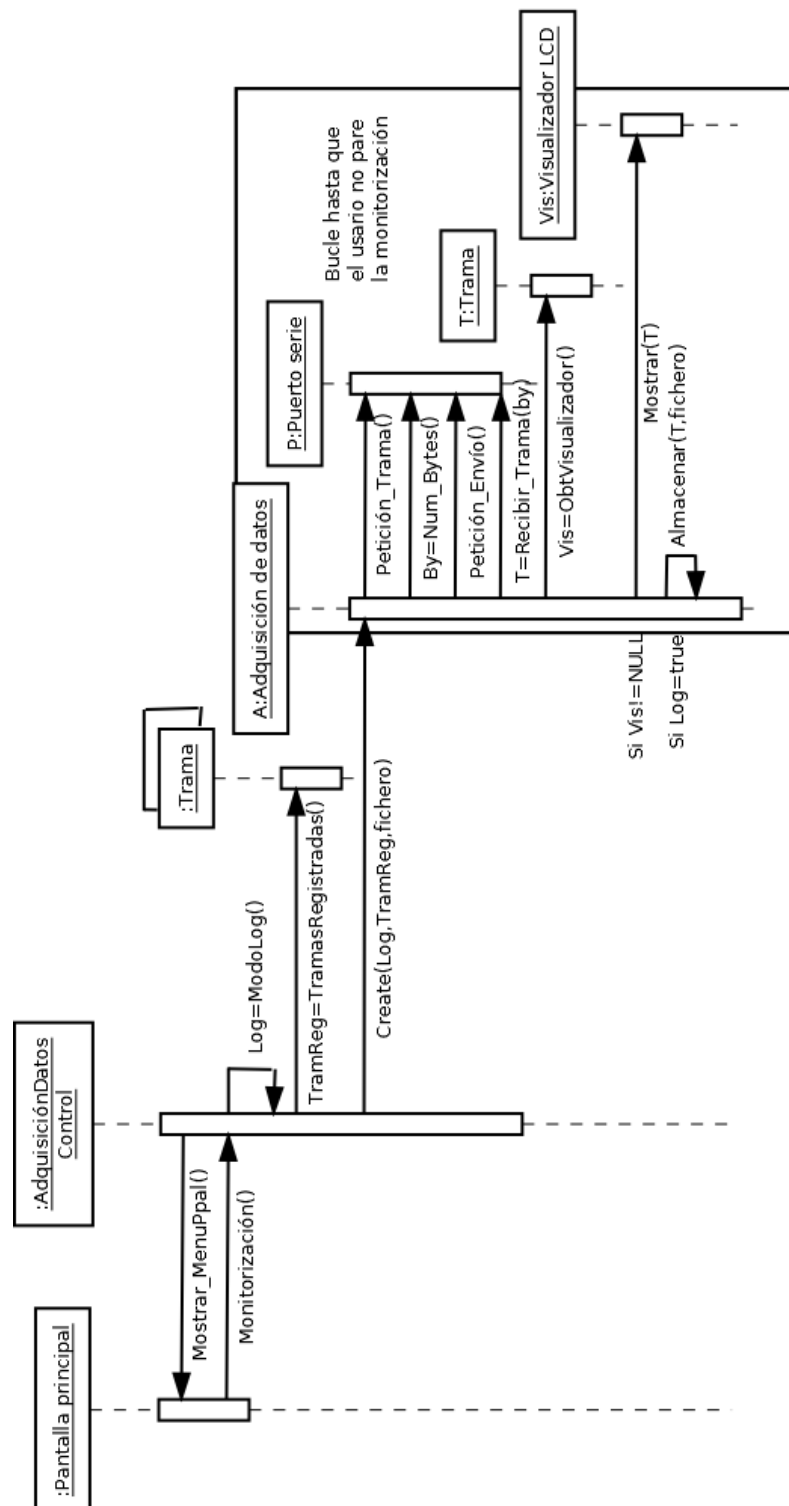 :Pantalla principal
:AdquisiciónDatos
Control
:Trama
A:Adquisición de datos
P:Puerto serie
T:Trama
Vis:Visualizador LCD
Bucle hasta que
el usario no pare
la monitorización
Mostrar_MenuPpal()
Monitorización()
Log=ModoLog()
TramReg=TramasRegistradas()
Create(Log,TramReg,fichero)
Petición_Trama()
By=Num_Bytes()
Petición_Envío()
T=Recibir_Trama(by)
Vis=ObtVisualizador()
Si Vis!=NULL
Mostrar(T)
Si Log=true
Almacenar(T,fichero)